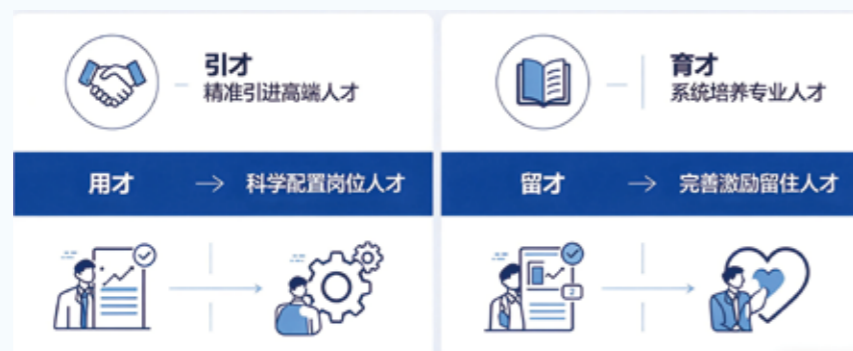 引才
精准引进高端人才
育才
系统培养专业人才
用才 → 科学配置岗位人才
留才 → 完善激励留住人才